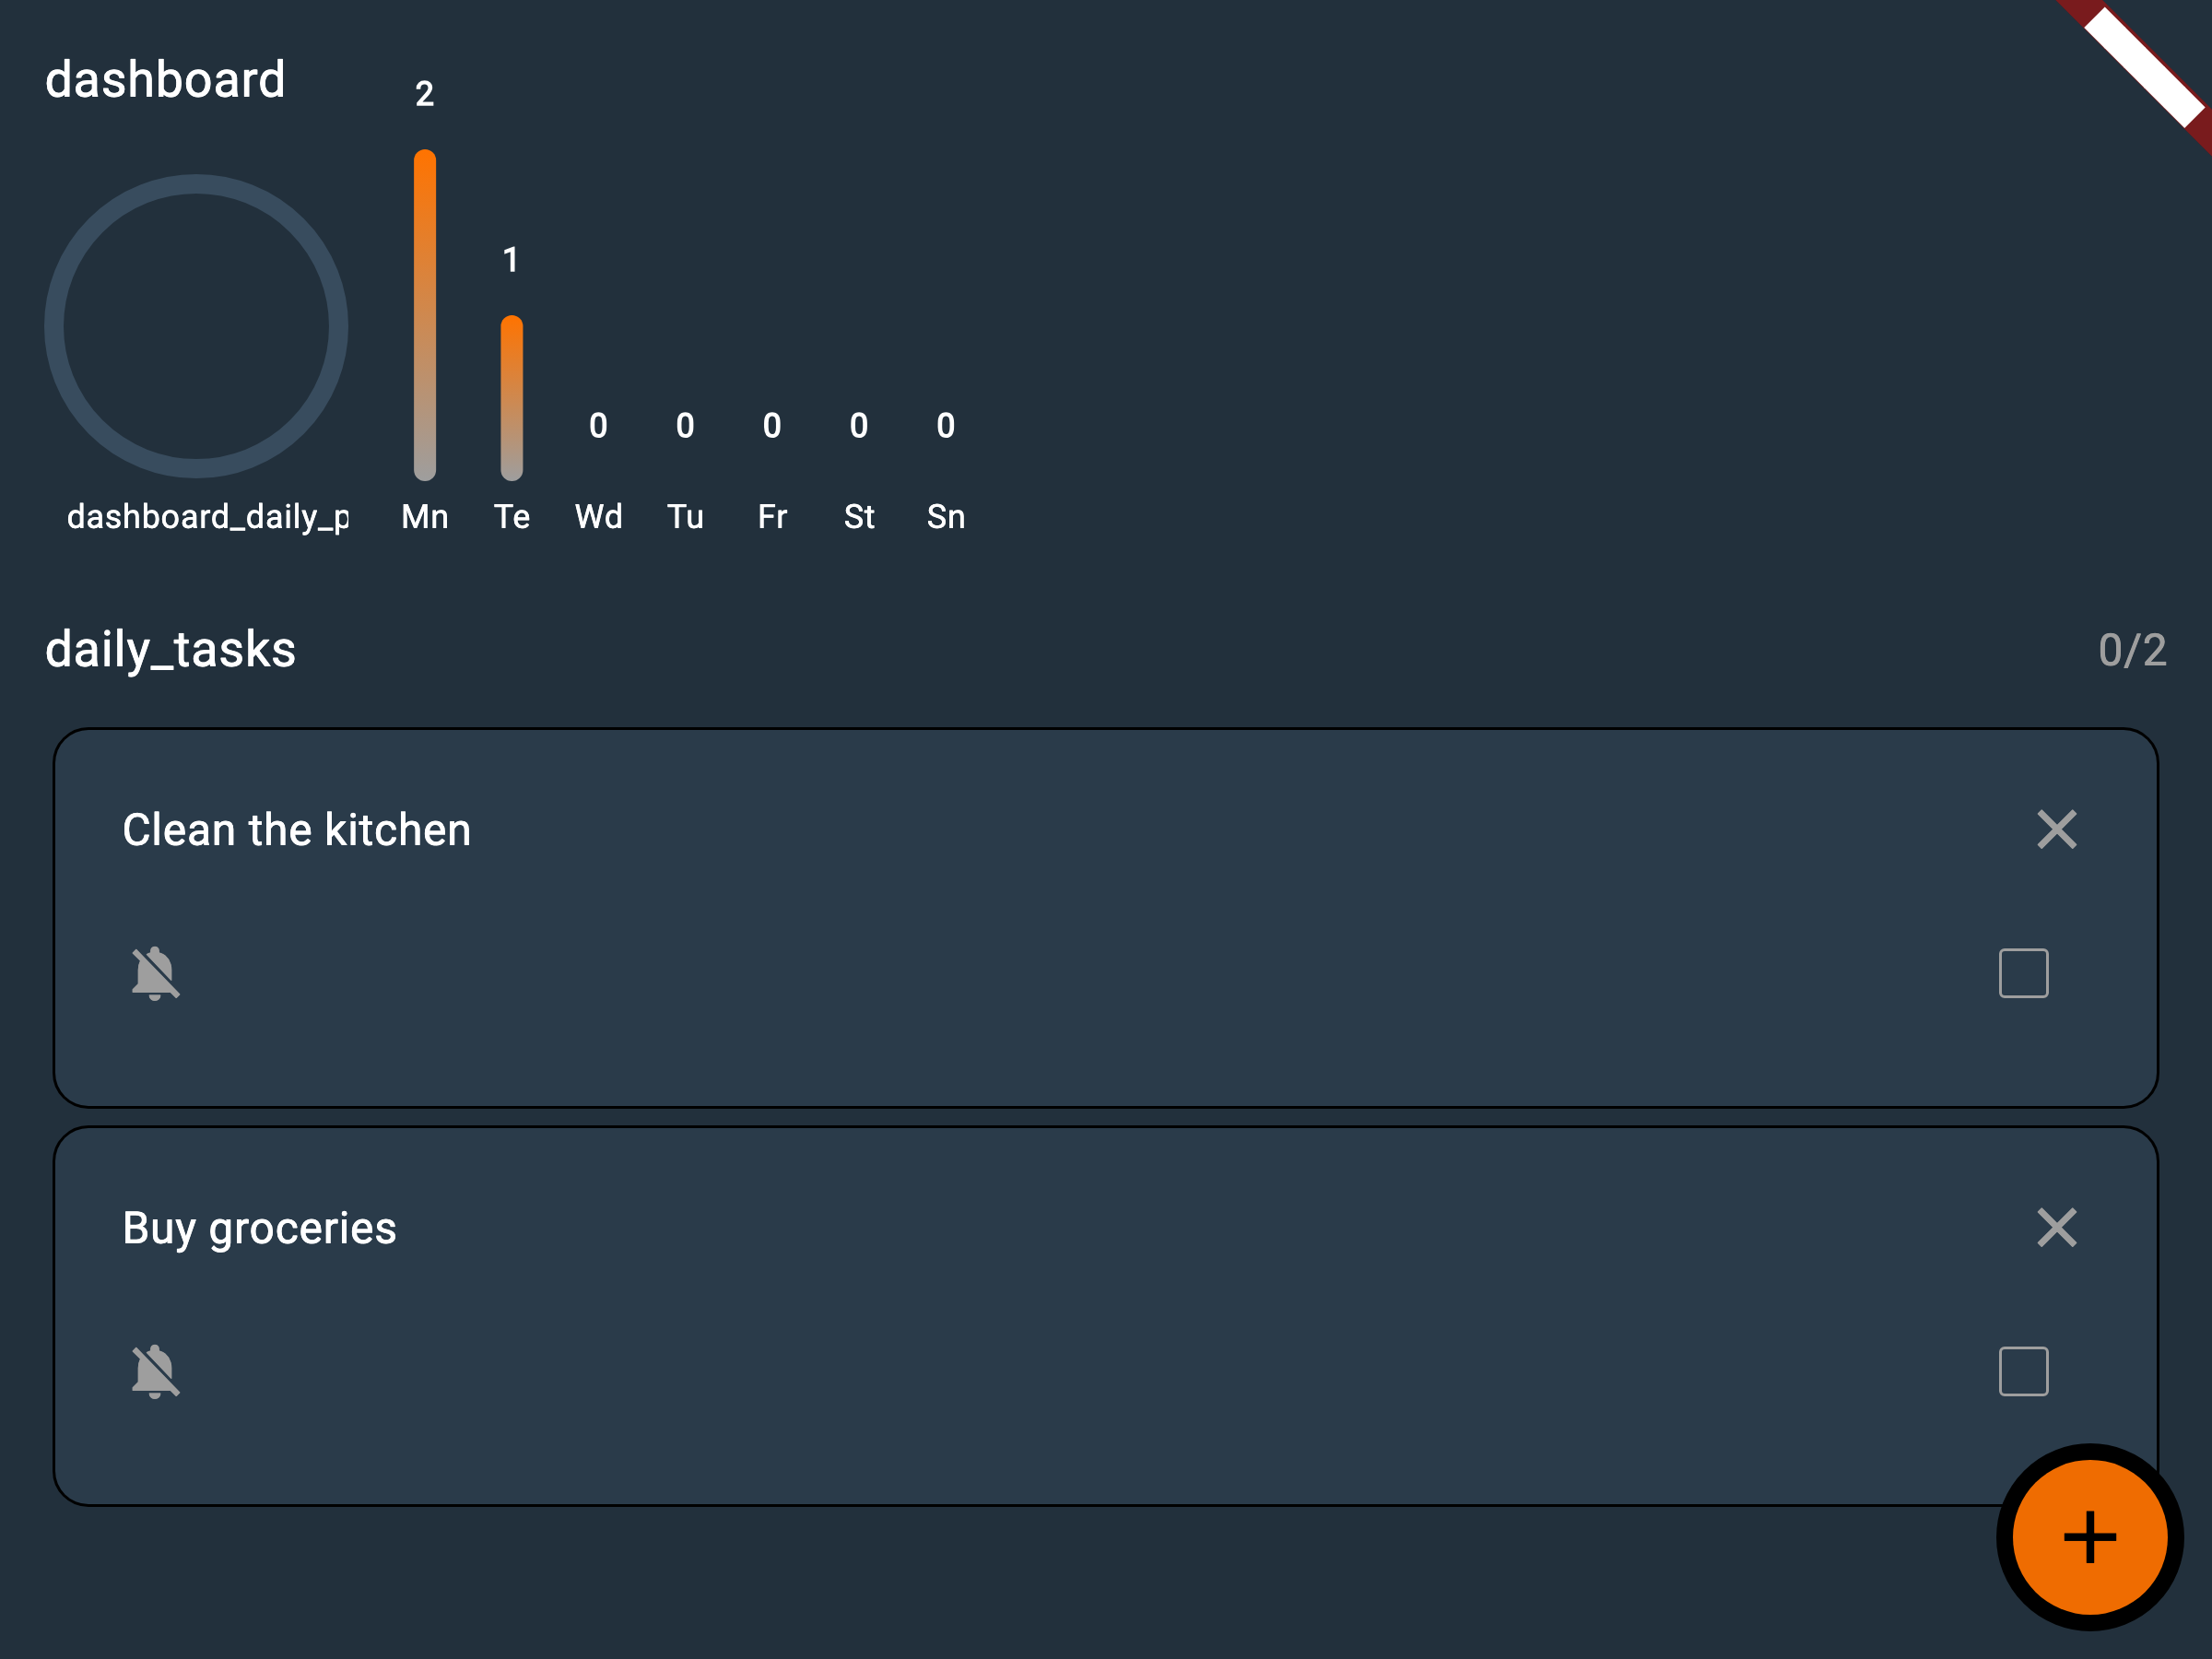 dashboard
2
1
0 0 0 0 0
dashboard_daily_p
Mn Te Wd Tu Fr St Sn
daily_tasks
0/2
Clean the kitchen
Buy groceries